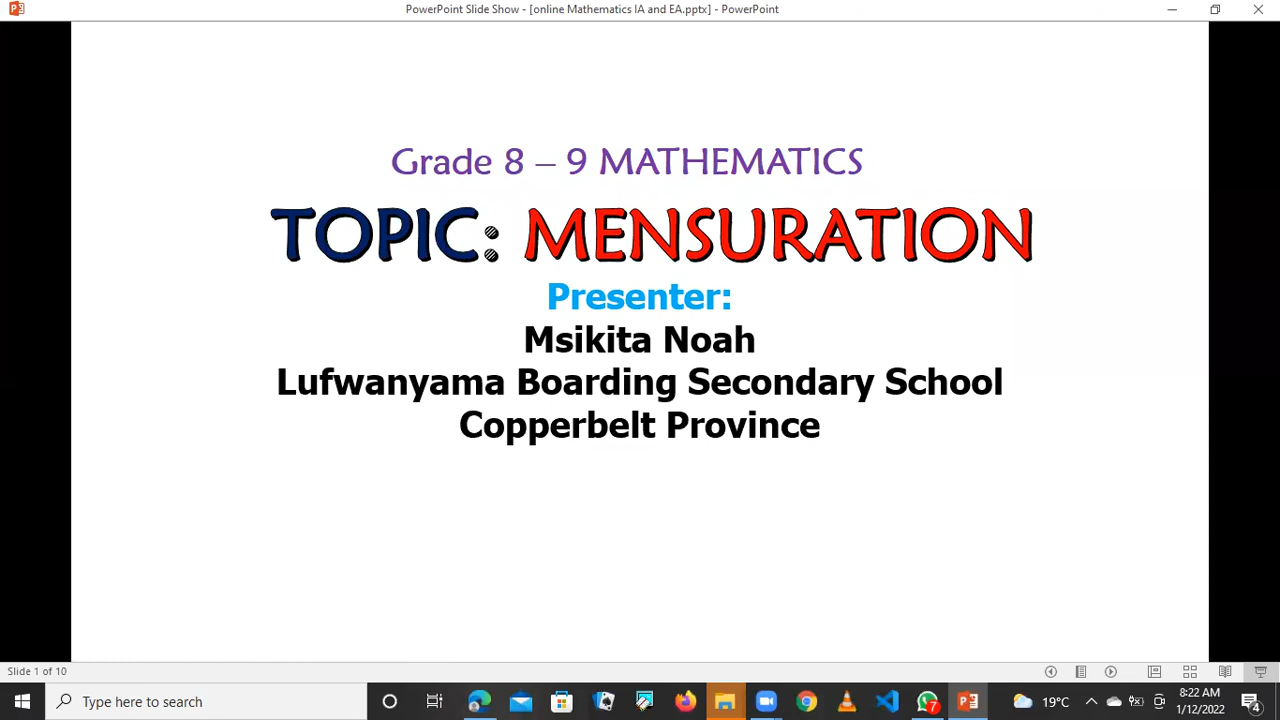 PowerPoint Slide Show - [online Mathematics IA and EA.pptx] - PowerPoint
Grade 8 – 9 MATHEMATICS
TOPIC: MENSURATION
Presenter:
Msikita Noah
Lufwanyama Boarding Secondary School
Copperbelt Province
Slide 1 of 10
Type here to search
7
19°C
8:22 AM
1/12/2022
4